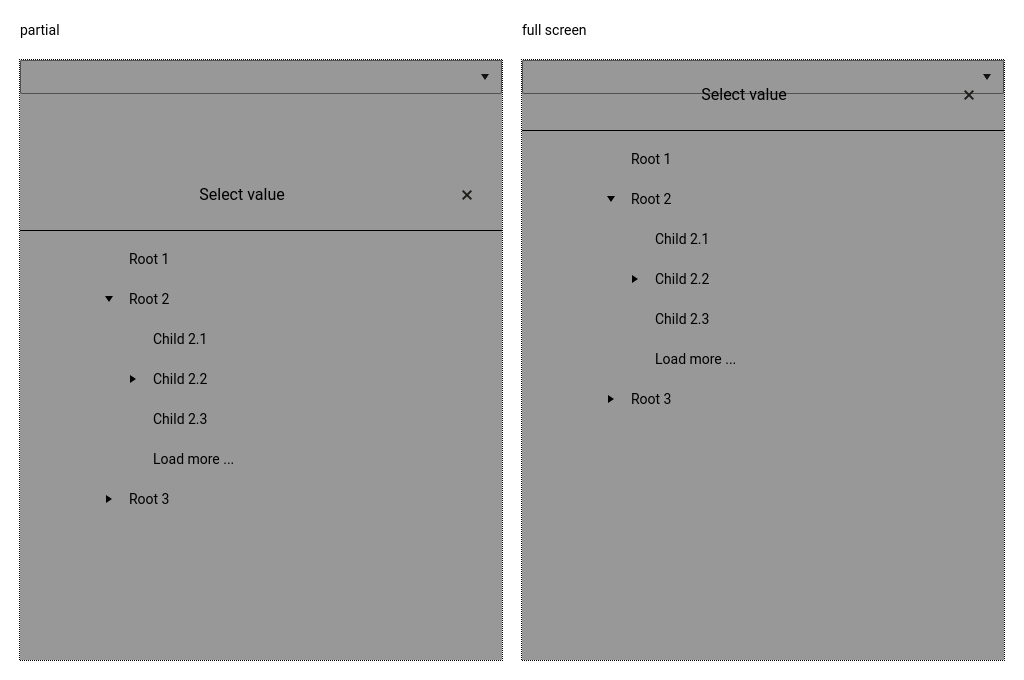 partial
Select value
Root 1
Root 2
Child 2.1
Child 2.2
Child 2.3
Load more ...
Root 3
full screen
Select value
Root 1
Root 2
Child 2.1
Child 2.2
Child 2.3
Load more ...
Root 3